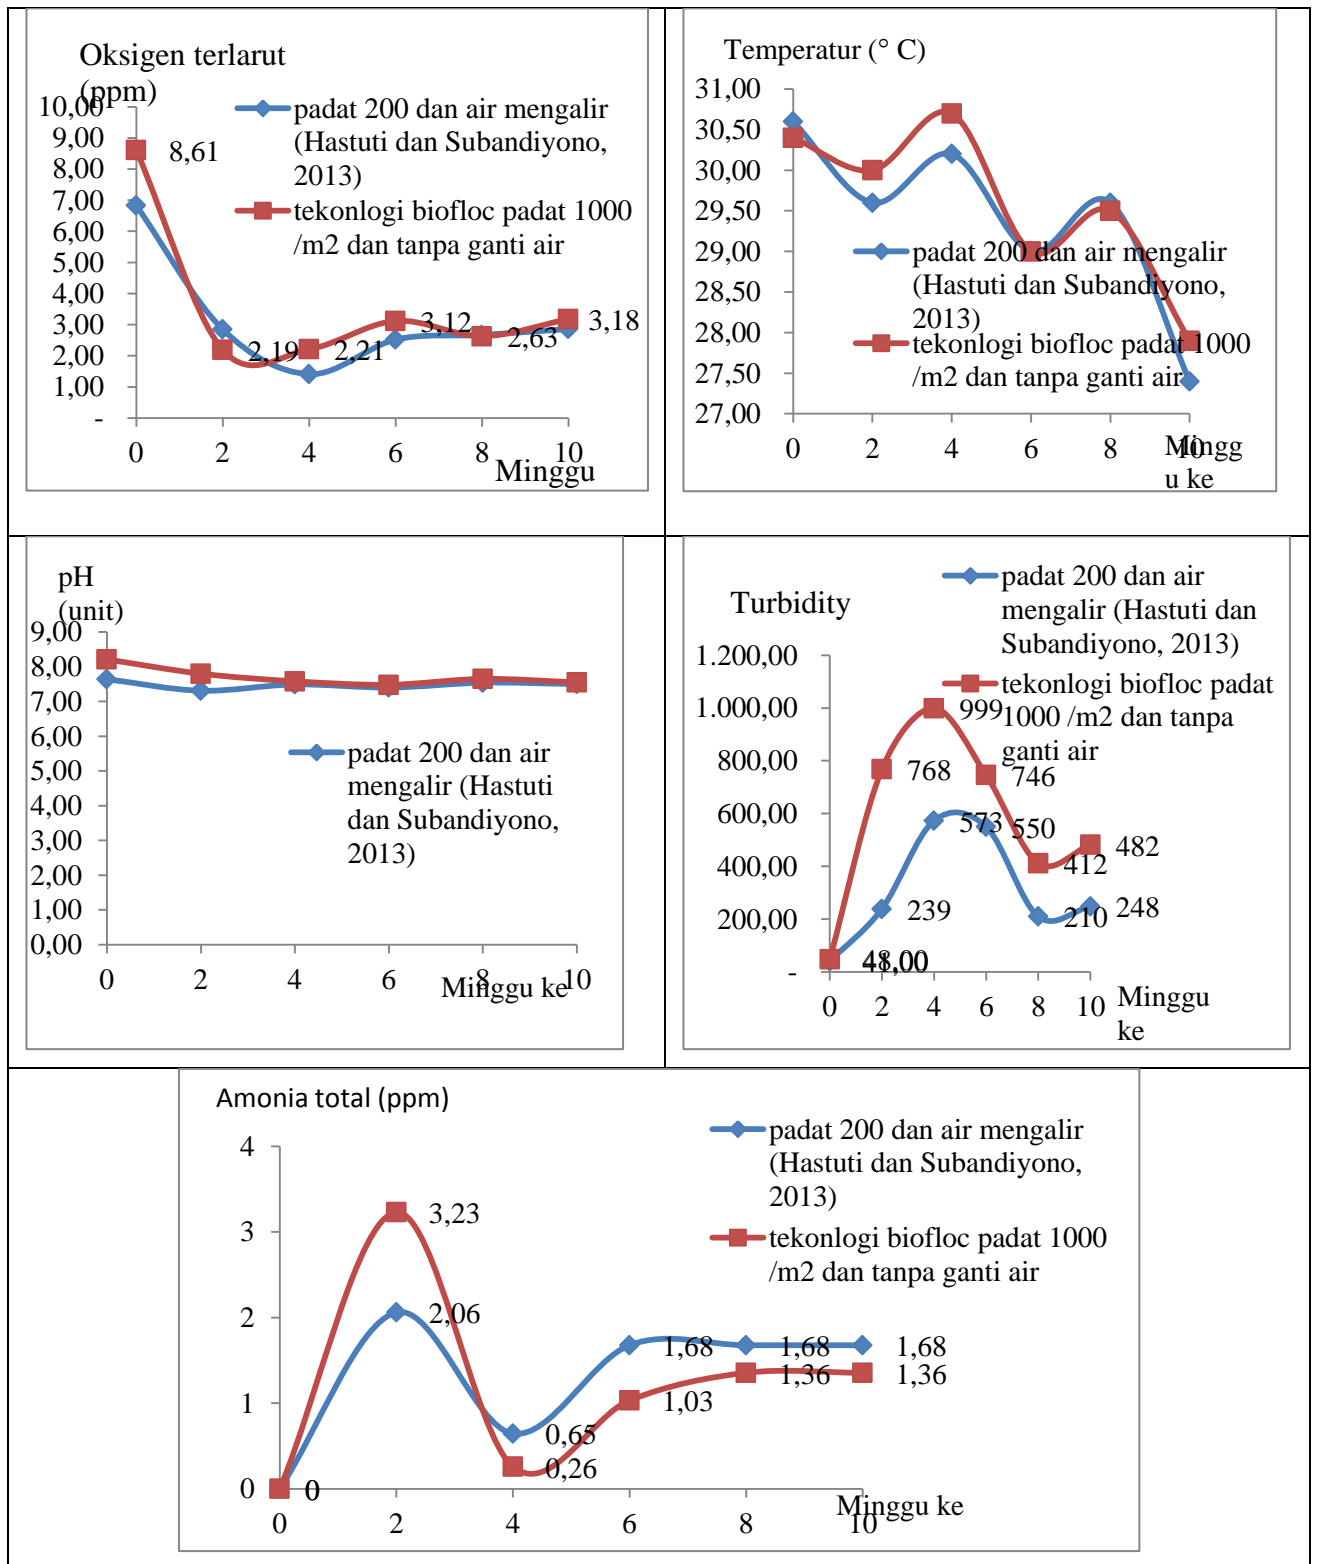 Oksigen terlarut
(ppm)
10,00
9,00
8,00
7,00
6,00
5,00
4,00
3,00
2,00
1,00
-
padat 200 dan air mengalir
(Hastuti dan Subandiyono,
2013)
tekonlogi biofloc padat 1000
/m2 dan tanpa ganti air
8,61
2,19
2,21
3,12
2,63
3,18
0 2 4 6 8 10
Minggu
Temperatur (° C)
31,00
30,50
30,00
29,50
29,00
28,50
28,00
27,50
27,00
padat 200 dan air mengalir
(Hastuti dan Subandiyono,
2013)
tekonlogi biofloc padat 1000
/m2 dan tanpa ganti air
0 2 4 6 8 10
Mingg
u ke
pH
(unit)
9,00
8,00
7,00
6,00
5,00
4,00
3,00
2,00
1,00
0,00
padat 200 dan air
mengalir (Hastuti
dan Subandiyono,
2013)
0 2 4 6 8 10
Minggu ke
Turbidity
padat 200 dan air
mengalir (Hastuti dan
Subandiyono, 2013)
tekonlogi biofloc padat
1000 /m2 dan tanpa
ganti air
1.200,00
1.000,00
800,00
600,00
400,00
200,00
-
999
768
746
573
550
412
482
239
210
248
48,00
41,00
0 2 4 6 8 10
Minggu
ke
Amonia total (ppm)
padat 200 dan air mengalir
(Hastuti dan Subandiyono,
2013)
tekonlogi biofloc padat 1000
/m2 dan tanpa ganti air
4
3
2
1
0
3,23
2,06
1,68
1,68
1,68
1,36
1,36
1,03
0,65
0,26
0
0
0 2 4 6 8 10
Minggu ke